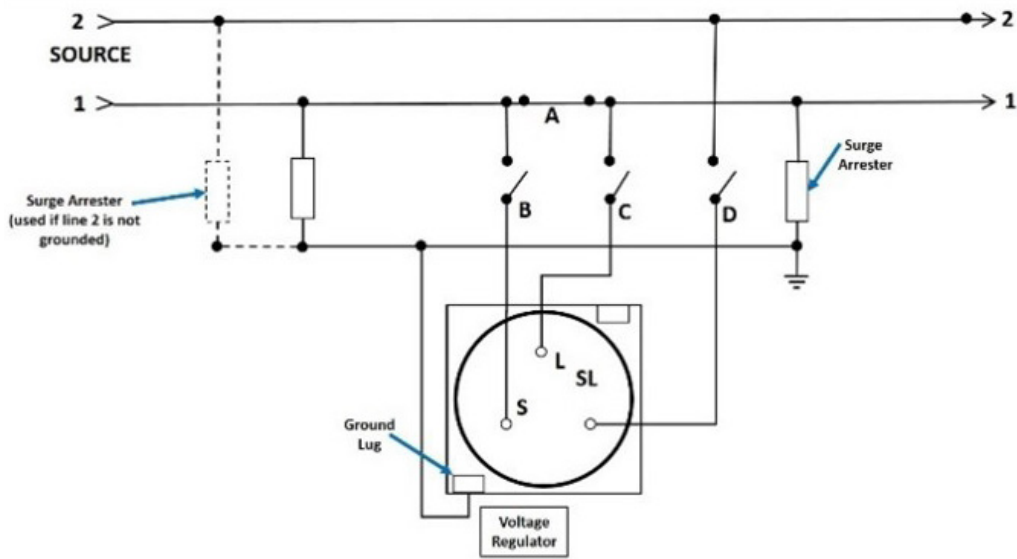 2
2
SOURCE
1
1
A
Surge
Arrester
Surge Arrester
(used if line 2 is not
grounded)
B
C
D
L
SL
S
Ground
Lug
Voltage
Regulator